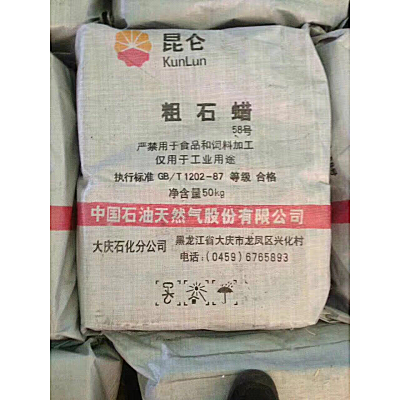 昆仑
KunLun
粗石蜡
58号
严禁用于食品和饲料加工
仅用于工业用途
执行标准 GB/T1202-87 等级 合格
净含量50kg
中国石油天然气股份有限公司
大庆石化分公司 黑龙江省大庆市龙凤区兴化村
电话:(0459)6765893